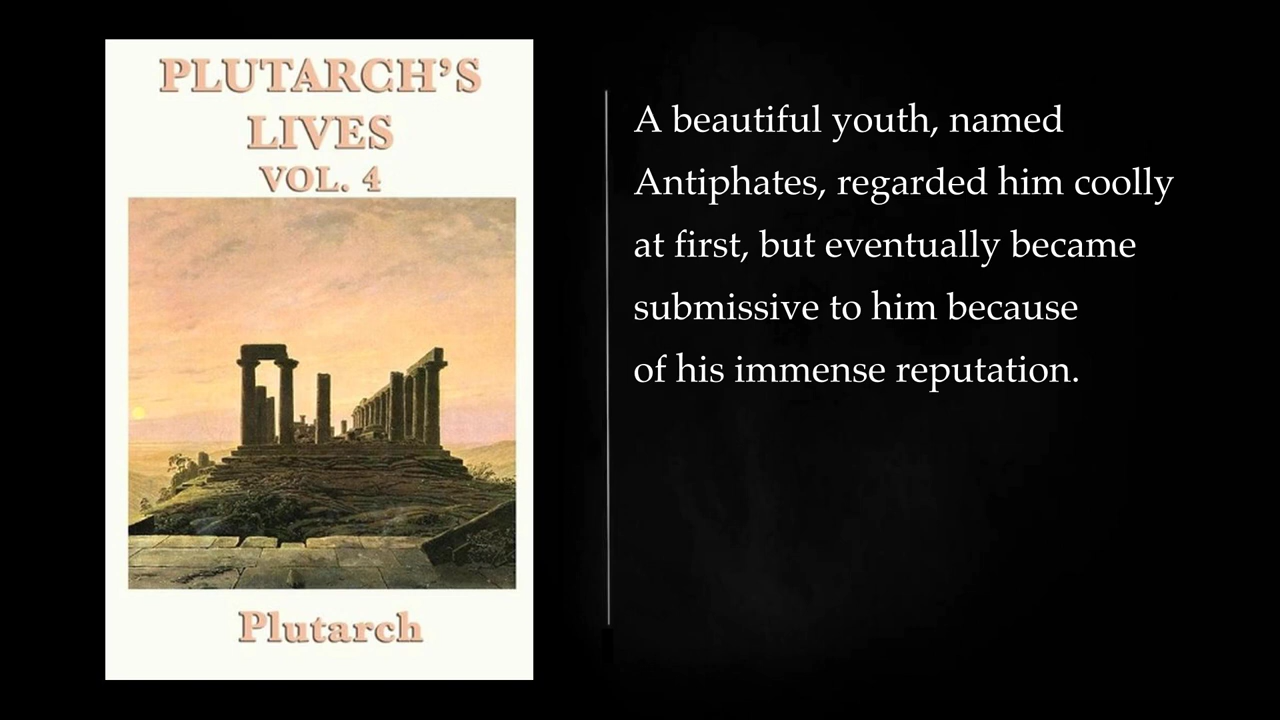 PLUTARCH'S
LIVES
VOL. 4
Plutarch
A beautiful youth, named
Antiphates, regarded him coolly
at first, but eventually became
submissive to him because
of his immense reputation.